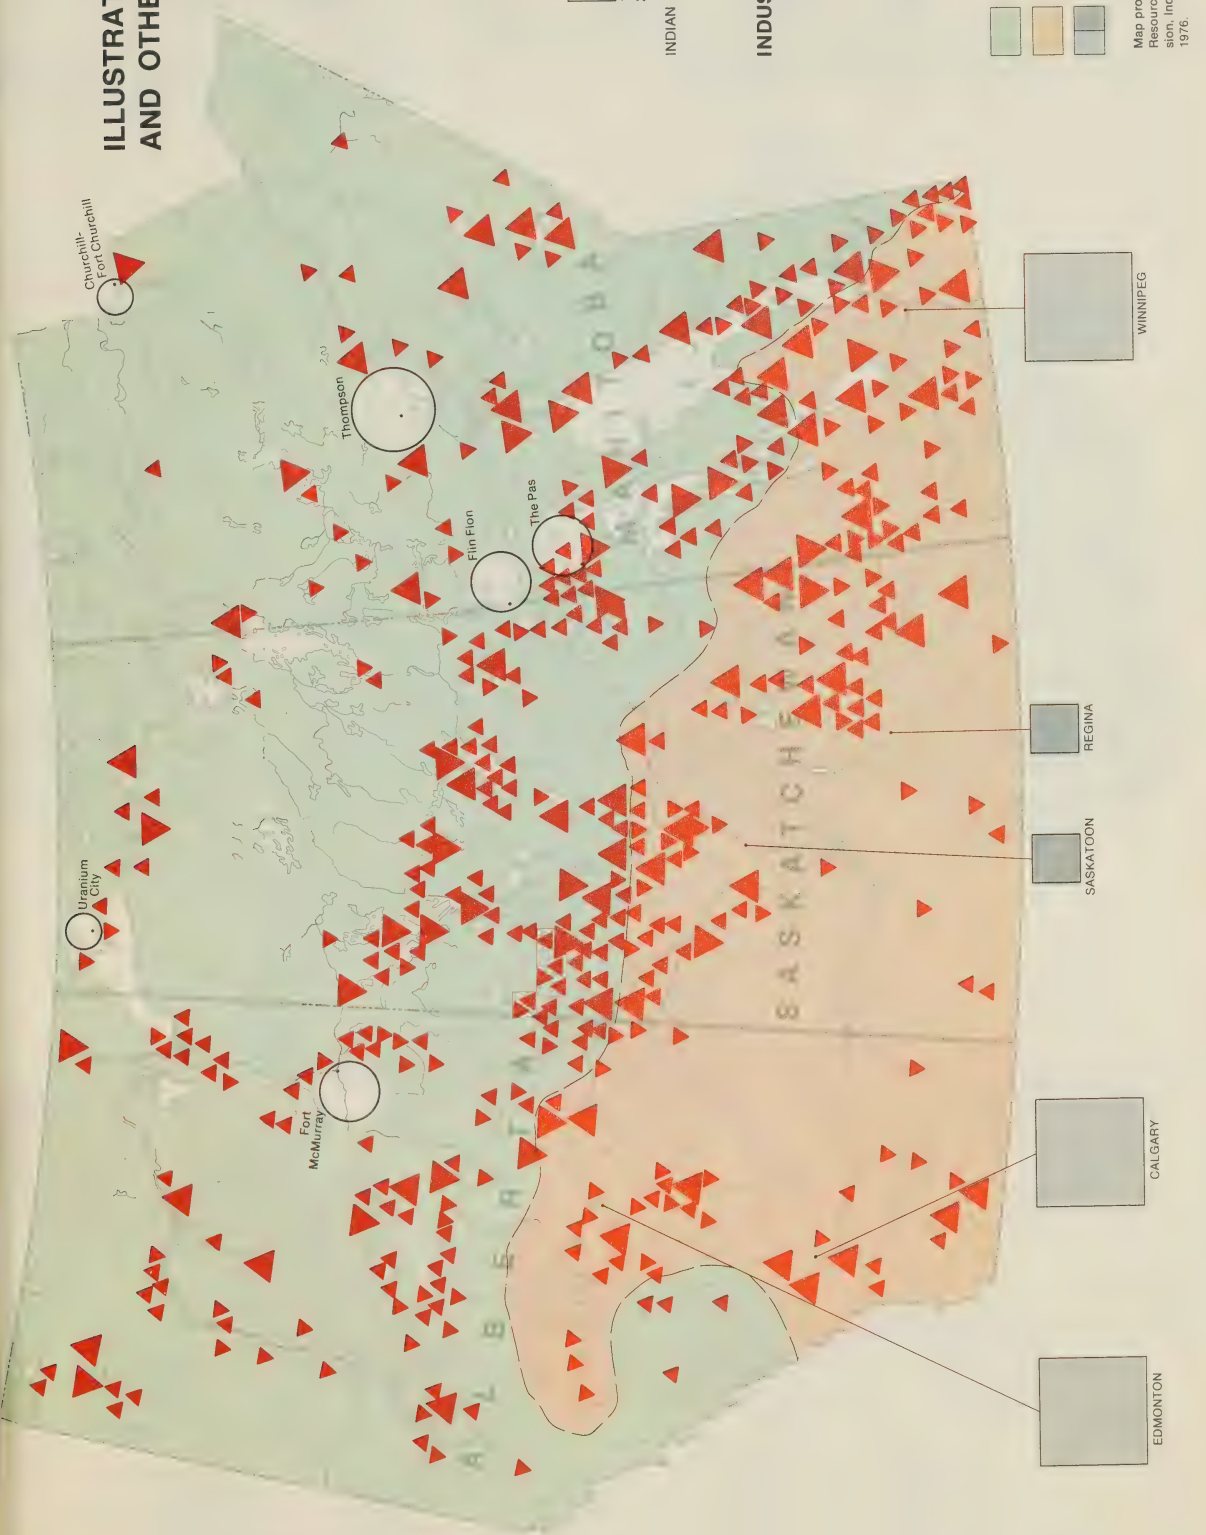 ILLUSTRAT
AND OTHE
INDIAN
INDUS
Map pro
Resourc
sion, Inc
1976.
Churchill-
Fort Churchill
Thompson
Flin Flon
The Pas
Uranium
City
Fort
McMurray
MANITOBA
SASKATCHEWAN
ALBERTA
WINNIPEG
REGINA
SASKATOON
CALGARY
EDMONTON